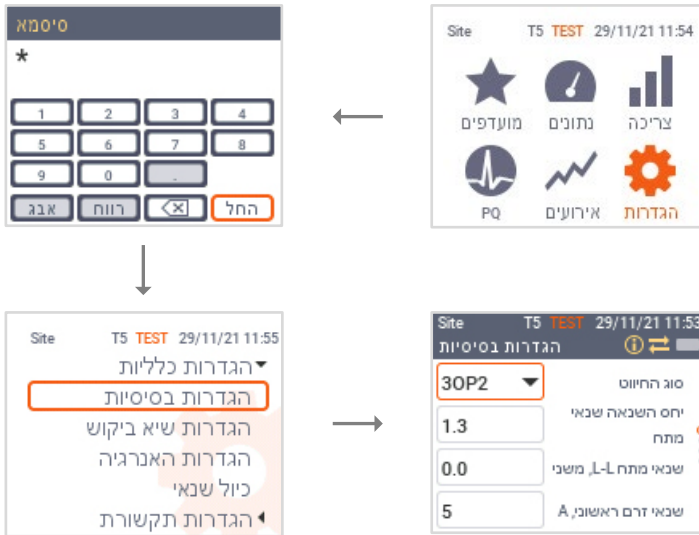 Site T5 TEST 29/11/21 11:54
צריכה נתונים מועדפים
הגדרות אירועים PQ
סיסמא
*
1 2 3 4
5 6 7 8
9 0 .
אבג רווח החל
Site T5 TEST 29/11/21 11:55
הגדרות כלליות
הגדרות בסיסיות
הגדרות שיא ביקוש
הגדרות האנרגיה
כיול שנאי
הגדרות תקשורת
Site T5 TEST 29/11/21 11:53
הגדרות בסיסיות
סוג החיווט 3OP2
יחס השנאה שנאי
מתח 1.3
שנאי מתח L-L, משני 0.0
שנאי זרם ראשוני, A 5